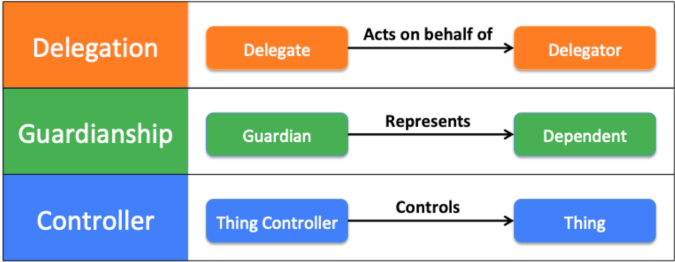 Delegation
Delegate
Acts on behalf of
Delegator
Guardianship
Guardian
Represents
Dependent
Controller
Thing Controller
Controls
Thing